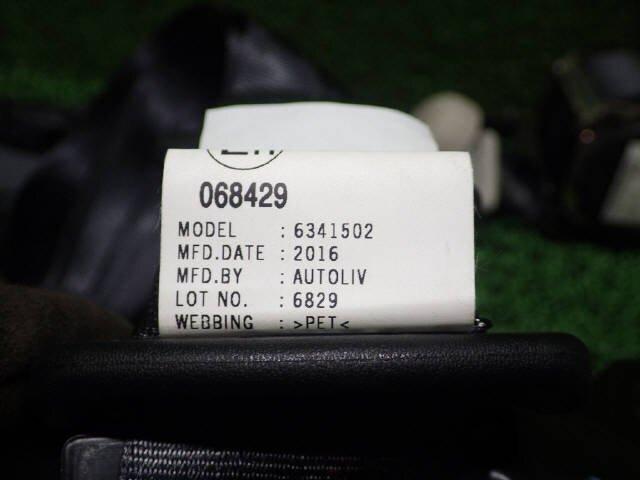 068429
MODEL : 6341502
MFD.DATE : 2016
MFD.BY : AUTOLIV
LOT NO. : 6829
WEBBING : >PET<